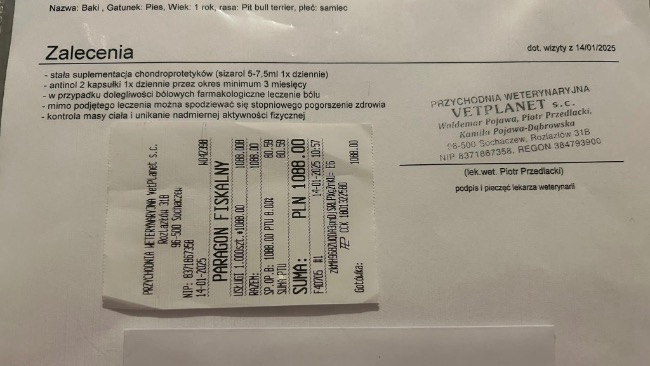 Nazwa: Baki , Gatunek: Pies, Wiek: 1 rok, rasa: Pit bull terrier, płeć: samiec
Zalecenia
dot. wizyty z 14/01/2025
- stała suplementacja chondroprotetyków (sizarol 5-7,5ml 1x dziennie)
- antinol 2 kapsułki 1x dziennie przez okres minimum 3 miesięcy
- w przypadku dolegliwości bólowych farmakologiczne leczenie bólu
- mimo podjętego leczenia można spodziewać się stopniowego pogorszenie zdrowia
- kontrola masy ciała i unikanie nadmiernej aktywności fizycznej
PRZYCHODNIA WETERYNARYJNA
VETPLANET s.c.
Waldemar Pojawa, Piotr Przedlacki,
Kamila Pojawa-Dąbrowska
96-500 Sochaczew, Rozlazłów 31B
NIP 8371867358, REGON 384793900
(lek.wet. Piotr Przedlacki)
podpis i pieczęć lekarza weterynarii
PRZYCHODNIA WETERYNARYJNA VetPlanet s.c.
Rozlazłów 31B
96-500 Sochaczew
NIP: 8371867358
14-01-2025
PARAGON FISKALNY
USŁUGI 1.000szt.*1088.00 1088.00B
RAZEM: 1088.00
SP.OP.B: 1088.00 PTU 8.00% 80.59
SUMA PTU 80.59
SUMA: PLN 1088.00
14-01-2025 10:57
Gotówka: 1088.00